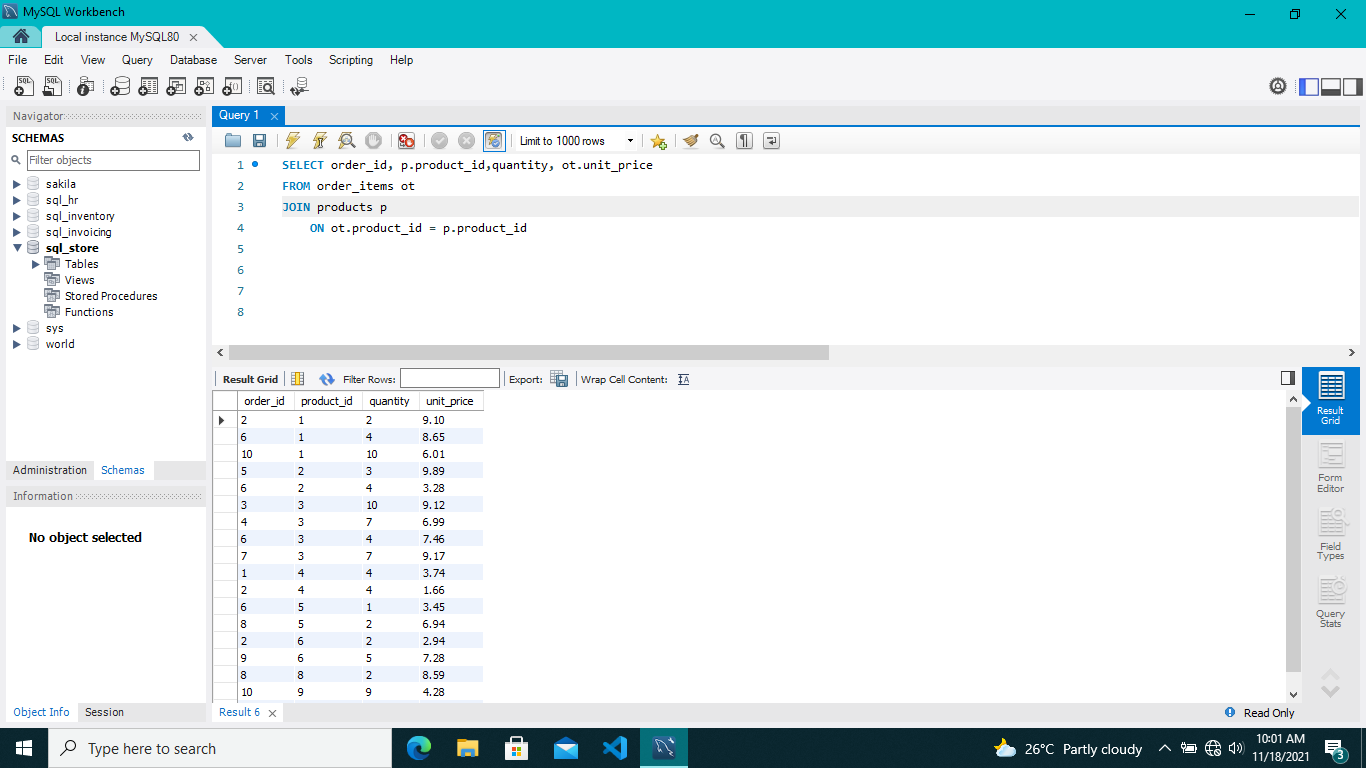 MySQL Workbench
Local instance MySQL80
File Edit View Query Database Server Tools Scripting Help
Navigator
SCHEMAS
Filter objects
sakila
sql_hr
sql_inventory
sql_invoicing
sql_store
Tables
Views
Stored Procedures
Functions
sys
world
Administration Schemas
Information
No object selected
Object Info Session
Query 1
Limit to 1000 rows
1 SELECT order_id, p.product_id,quantity, ot.unit_price
2 FROM order_items ot
3 JOIN products p
4 ON ot.product_id = p.product_id
5
6
7
8
Result Grid Filter Rows: Export: Wrap Cell Content:
order_id product_id quantity unit_price
2 1 2 9.10
6 1 4 8.65
10 1 10 6.01
5 2 3 9.89
6 2 4 3.28
3 3 10 9.12
4 3 7 6.99
6 3 4 7.46
7 3 7 9.17
1 4 4 3.74
2 4 4 1.66
6 5 1 3.45
8 5 2 6.94
2 6 2 2.94
9 6 5 7.28
8 8 2 8.59
10 9 9 4.28
Result
Grid
Form
Editor
Field
Types
Query
Stats
Result 6
Read Only
Type here to search
26°C Partly cloudy
10:01 AM
11/18/2021
3